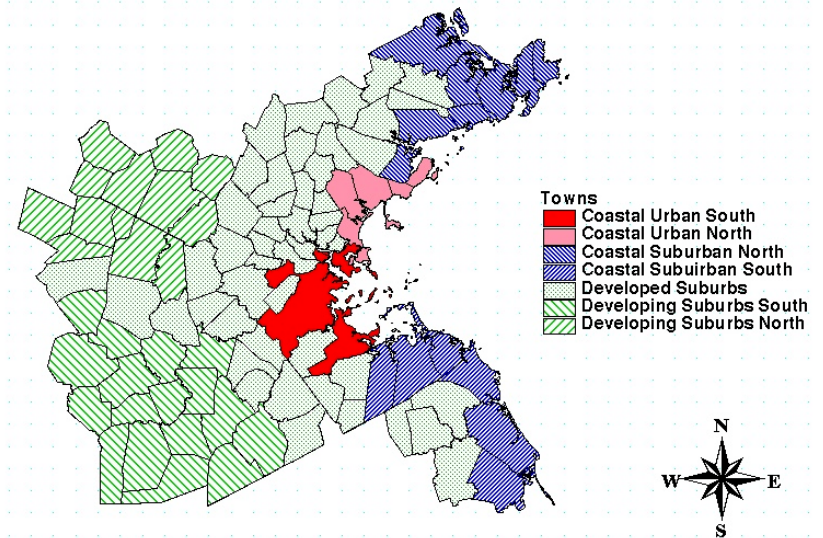 Towns
Coastal Urban South
Coastal Urban North
Coastal Suburban North
Coastal Subuirban South
Developed Suburbs
Developing Suburbs South
Developing Suburbs North
N
W E
S